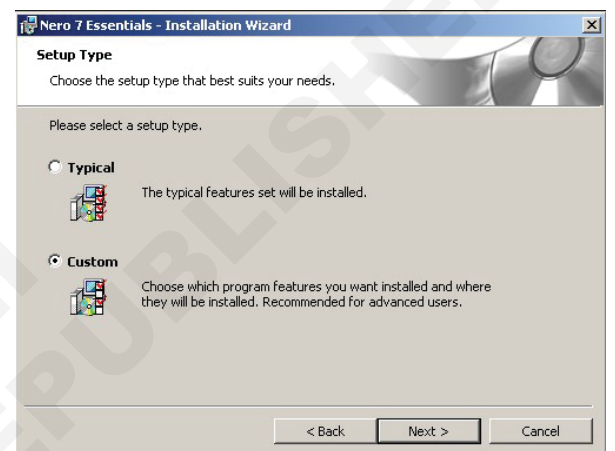 Nero 7 Essentials - Installation Wizard
Setup Type
Choose the setup type that best suits your needs.
Please select a setup type.
Typical
The typical features set will be installed.
Custom
Choose which program features you want installed and where
they will be installed. Recommended for advanced users.
< Back
Next >
Cancel